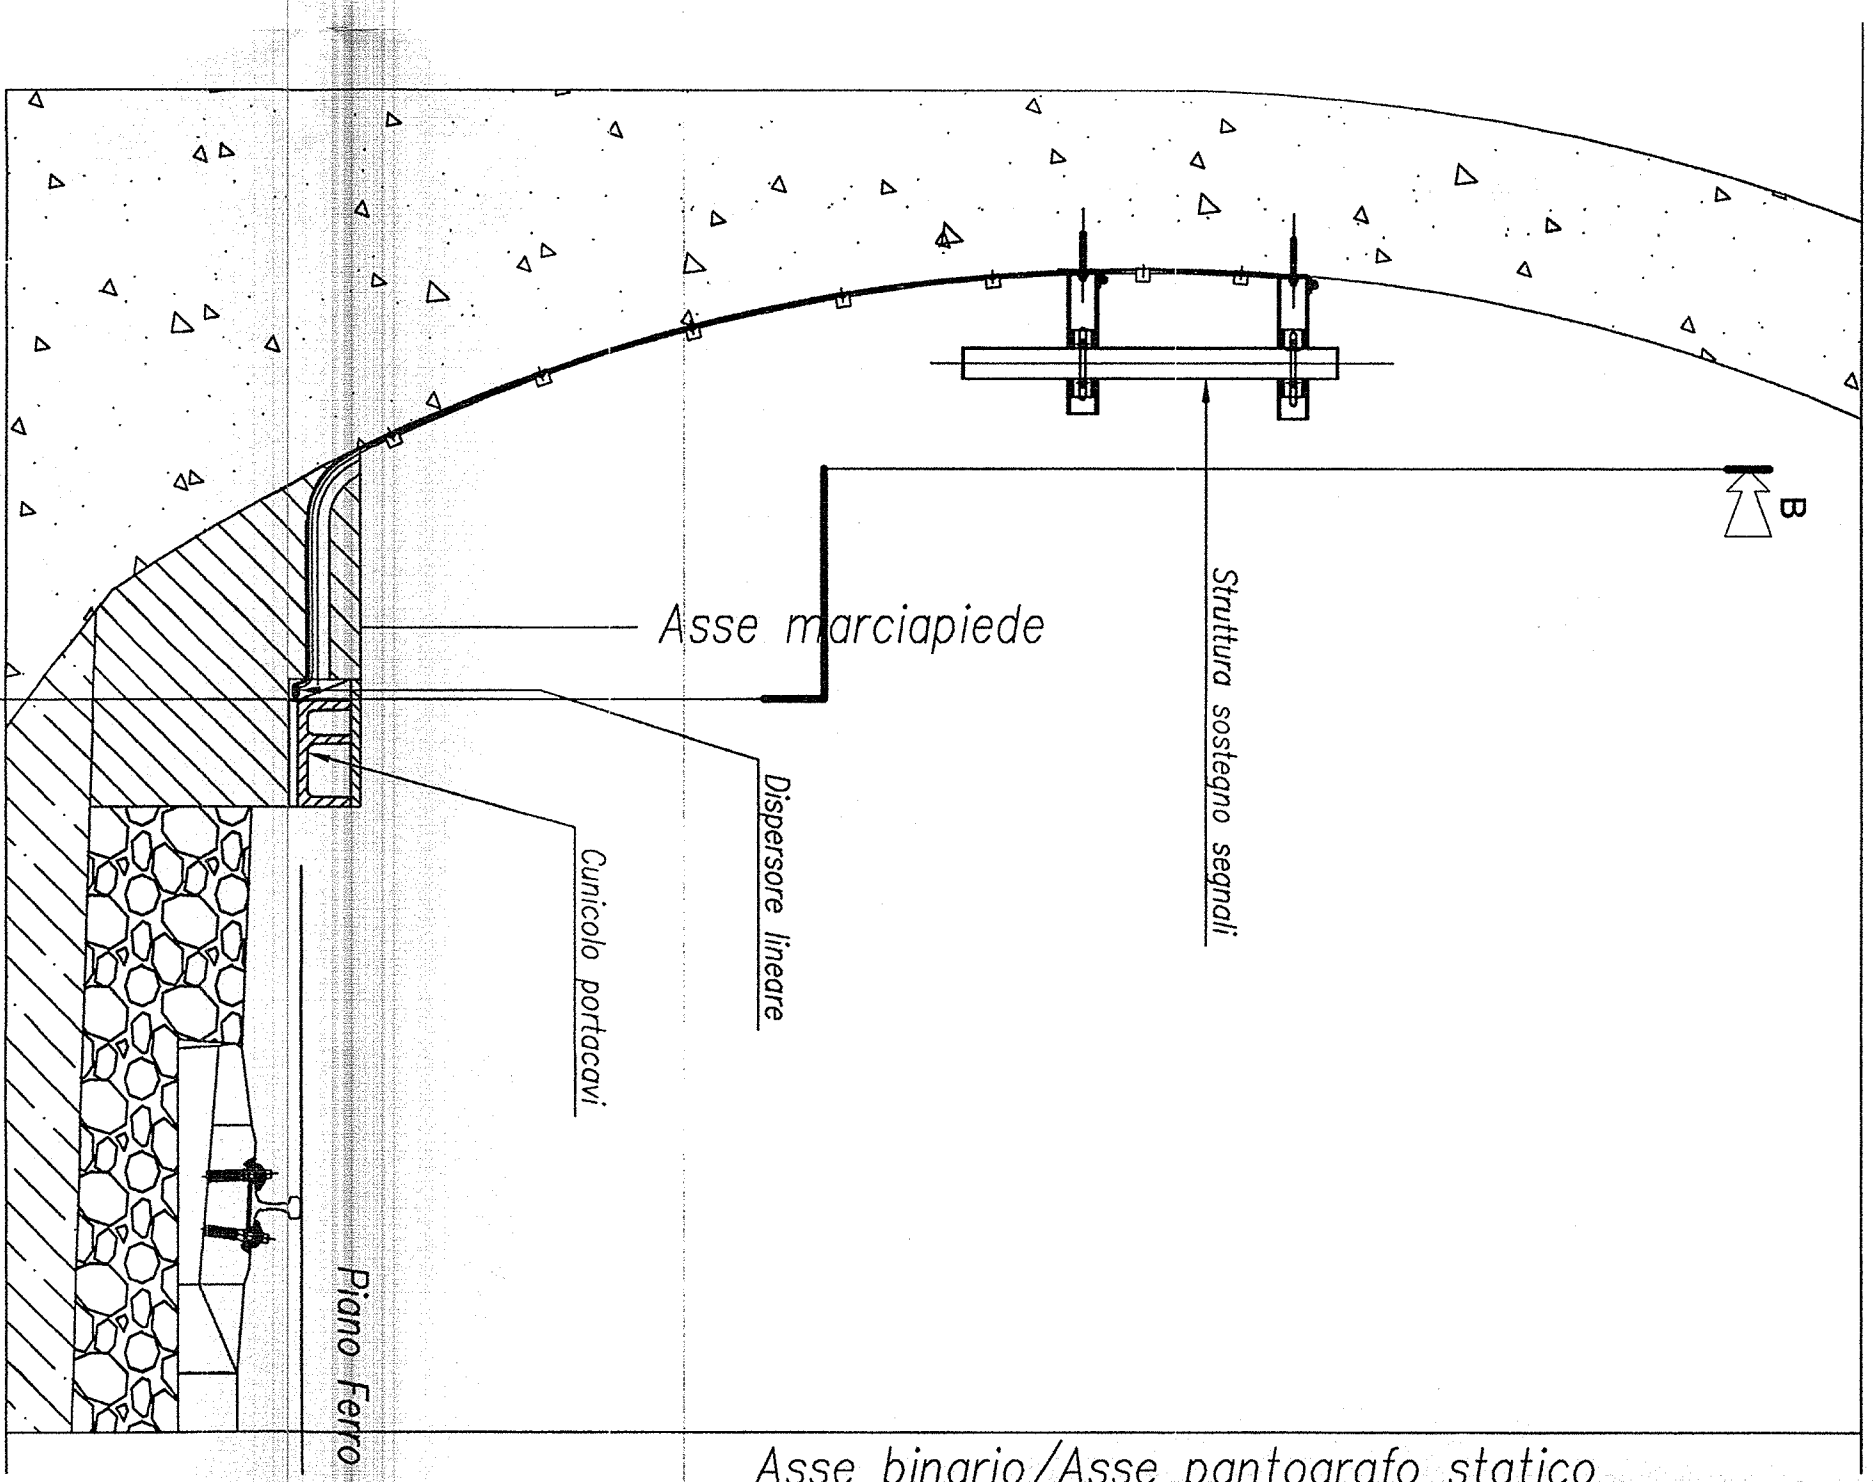 B
Struttura sostegno segnali
Asse marciapiede
Dispersore lineare
Cunicolo portacavi
Piano Ferro
Asse binario/Asse pantografo statico